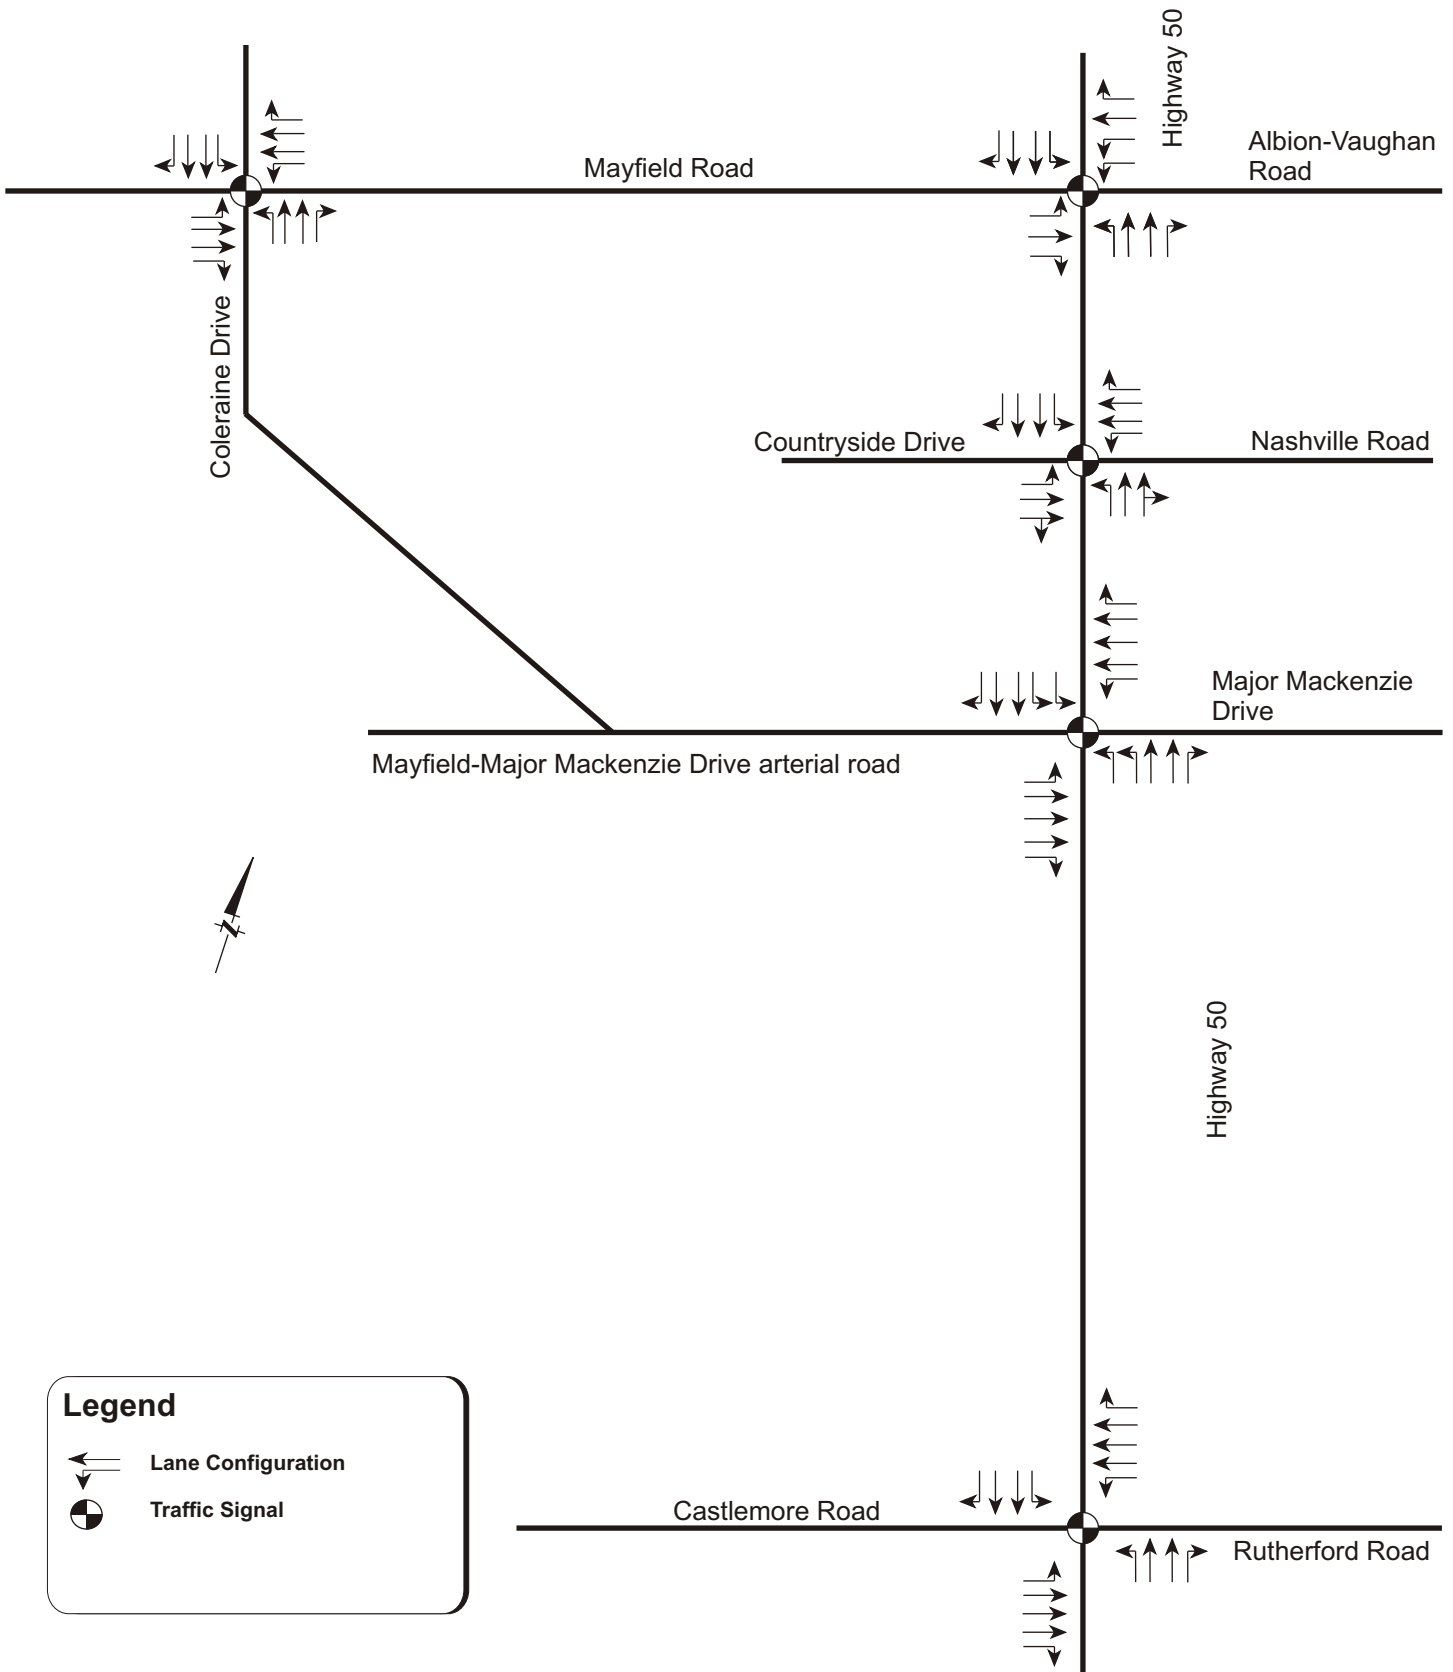 Highway 50
Albion-Vaughan
Road
Mayfield Road
Coleraine Drive
Countryside Drive
Nashville Road
Major Mackenzie
Drive
Mayfield-Major Mackenzie Drive arterial road
N
Highway 50
Legend
Lane Configuration
Traffic Signal
Castlemore Road
Rutherford Road